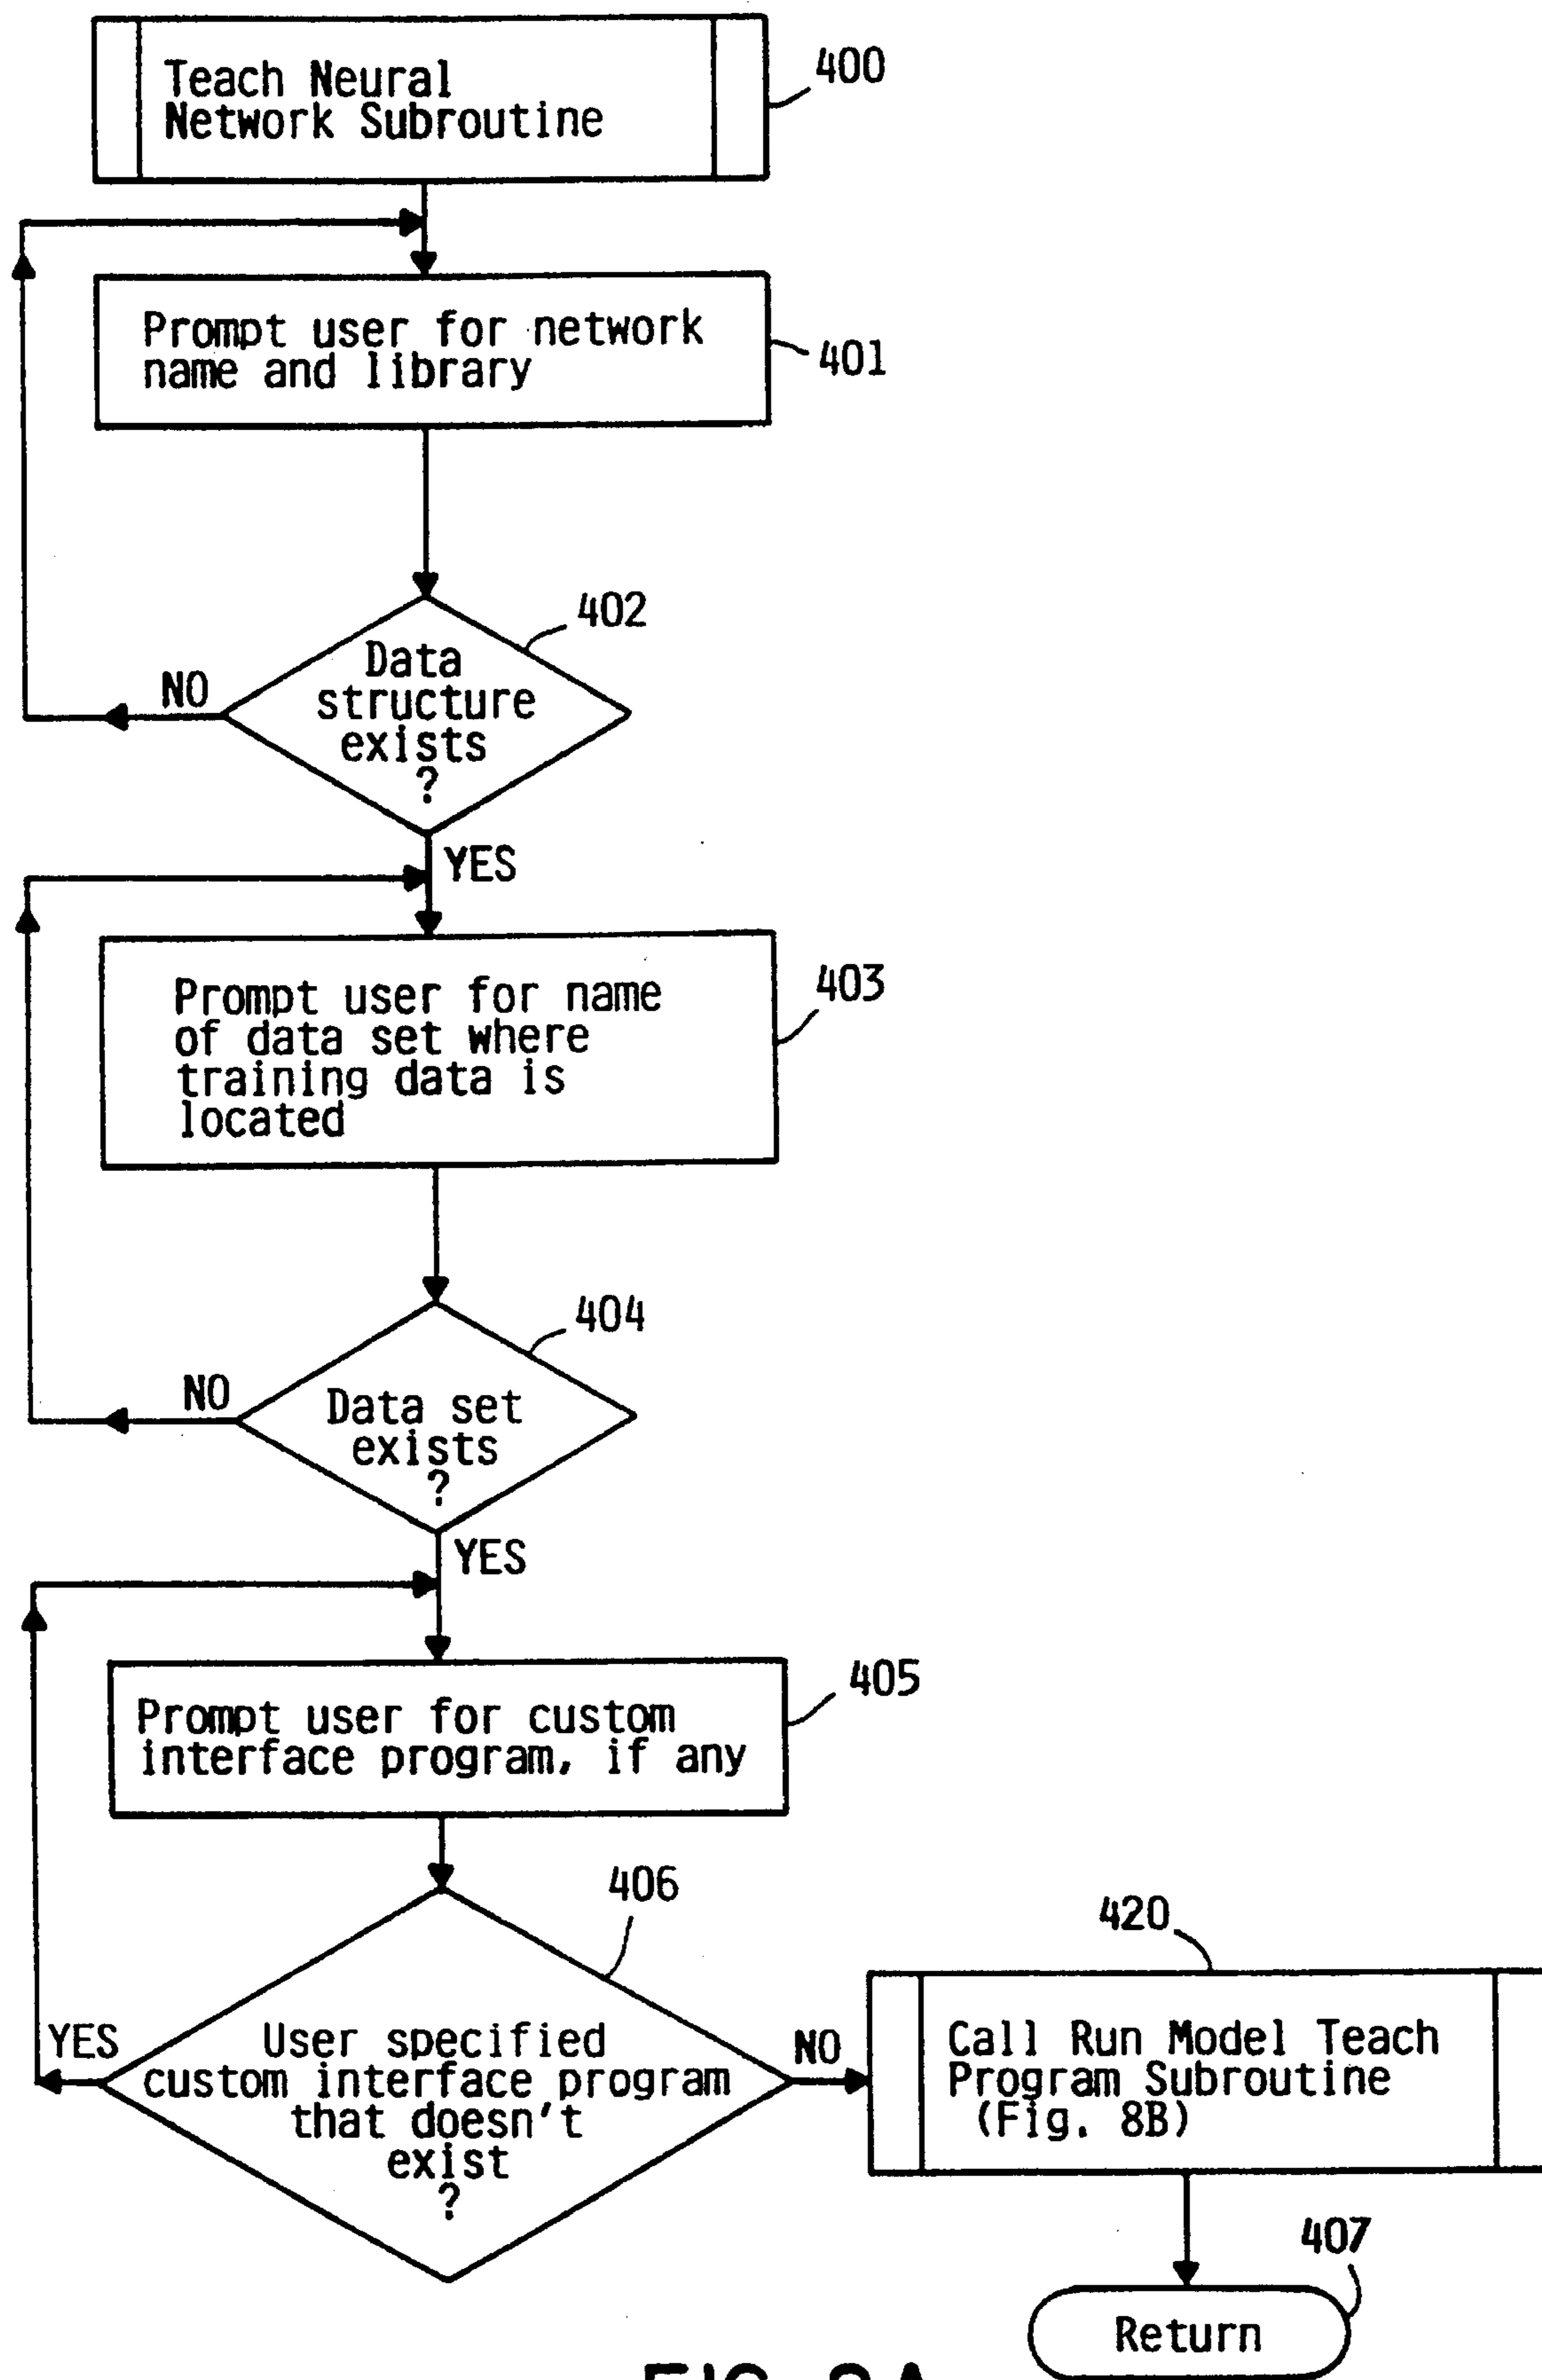 Teach Neural
Network Subroutine
400
Prompt user for network
name and library
401
402
Data
structure
exists
?
NO
YES
Prompt user for name
of data set where
training data is
located
403
404
Data set
exists
?
NO
YES
Prompt user for custom
interface program, if any
405
406
User specified
custom interface program
that doesn't
exist
?
YES
NO
420
Call Run Model Teach
Program Subroutine
(Fig. 8B)
407
Return